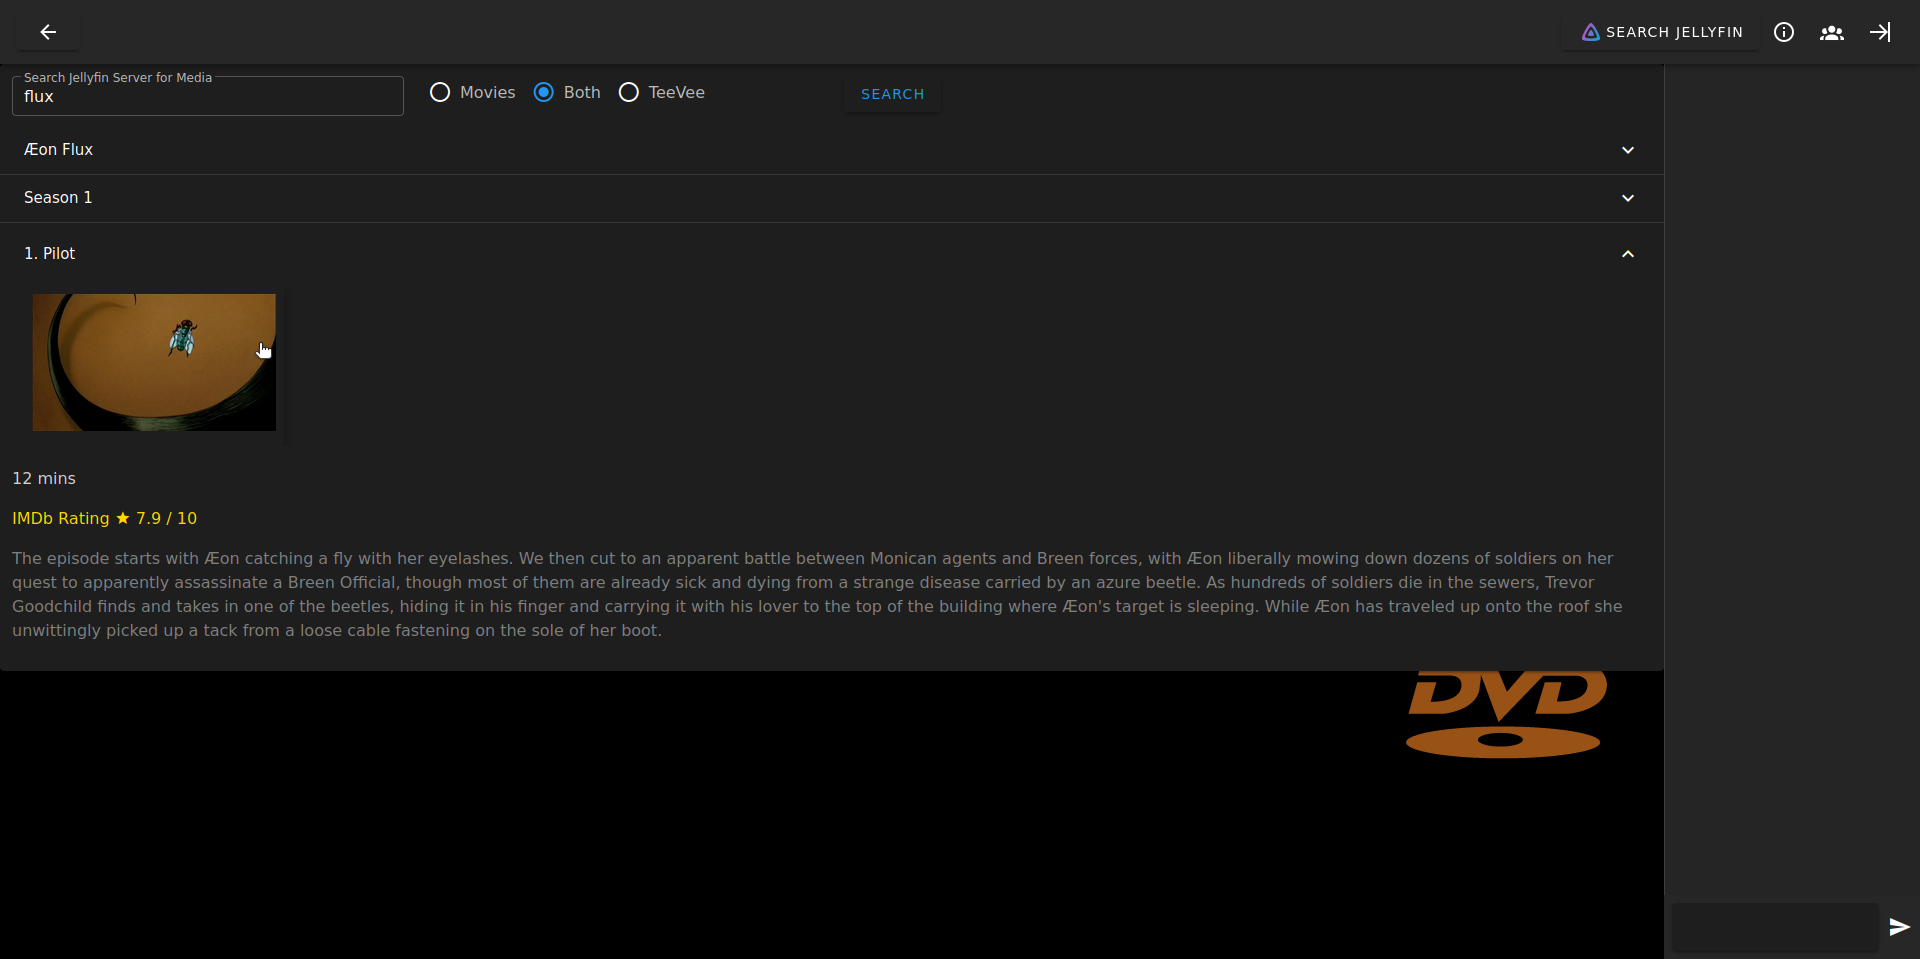 SEARCH JELLYFIN
Search Jellyfin Server for Media
flux
Movies
Both
TeeVee
SEARCH
Æon Flux
Season 1
1. Pilot
12 mins
IMDb Rating ★ 7.9 / 10
The episode starts with Æon catching a fly with her eyelashes. We then cut to an apparent battle between Monican agents and Breen forces, with Æon liberally mowing down dozens of soldiers on her
quest to apparently assassinate a Breen Official, though most of them are already sick and dying from a strange disease carried by an azure beetle. As hundreds of soldiers die in the sewers, Trevor
Goodchild finds and takes in one of the beetles, hiding it in his finger and carrying it with his lover to the top of the building where Æon's target is sleeping. While Æon has traveled up onto the roof she
unwittingly picked up a tack from a loose cable fastening on the sole of her boot.
DVD